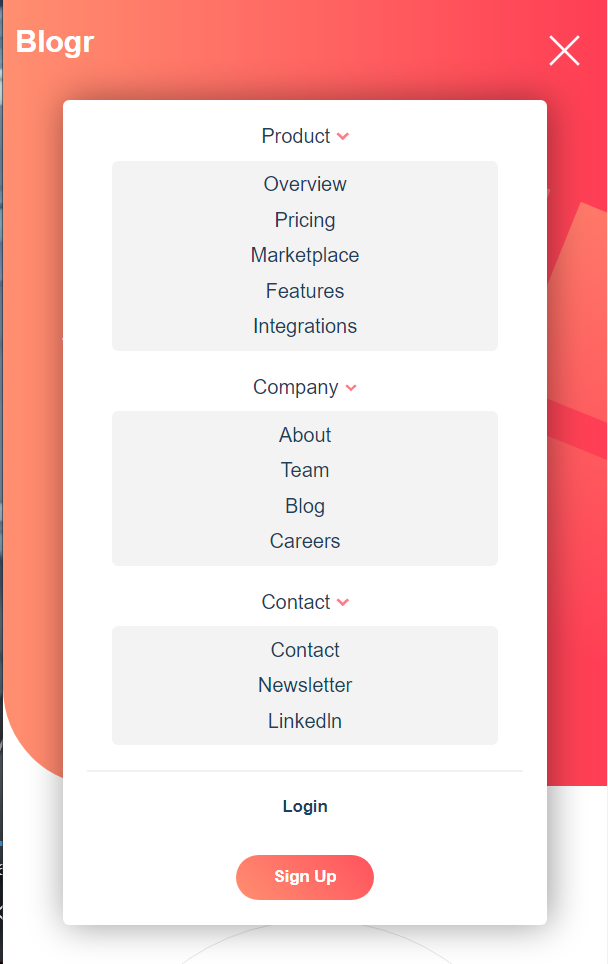 Blogr
Product
Overview
Pricing
Marketplace
Features
Integrations
Company
About
Team
Blog
Careers
Contact
Contact
Newsletter
LinkedIn
Login
Sign Up